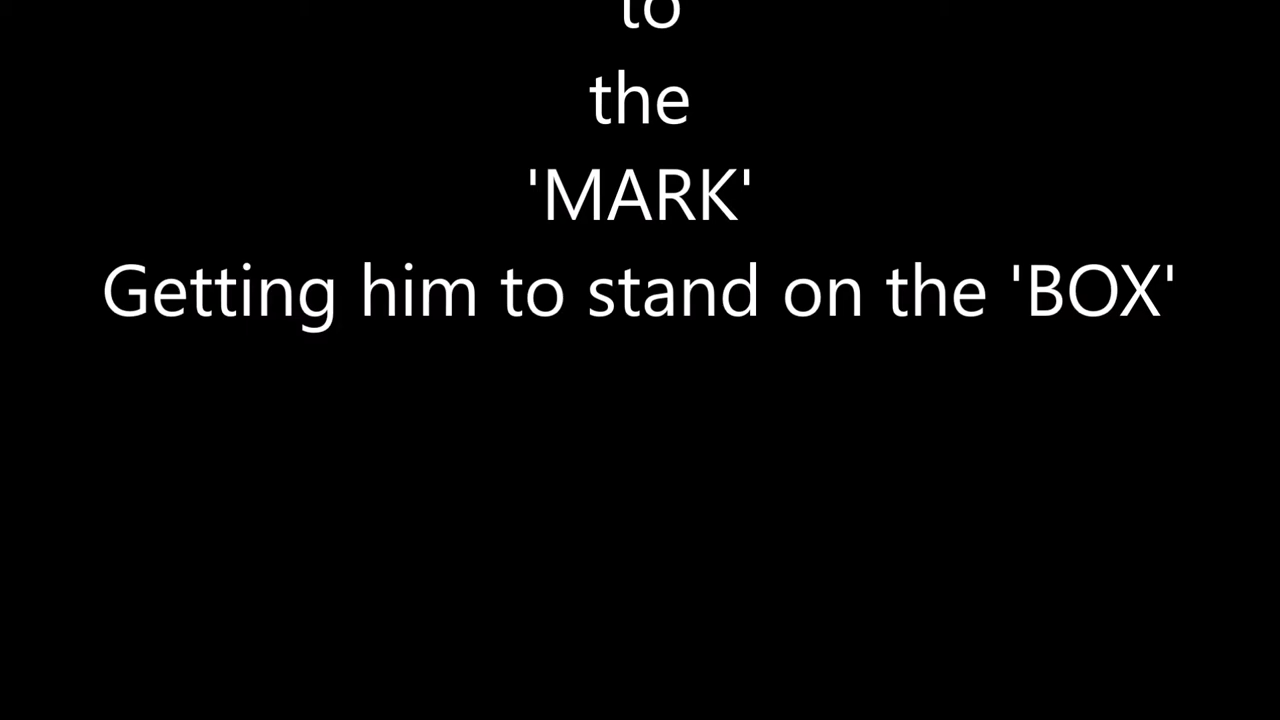 to
the
'MARK'
Getting him to stand on the 'BOX'